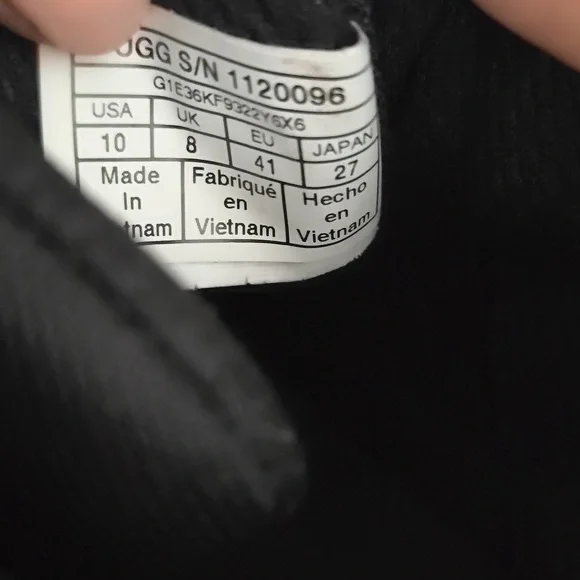 UGG S/N 1120096
G1E36KF9322Y6X6
USA UK EU JAPAN
10 8 41 27
Made Fabriqué Hecho
In en en
tnam Vietnam Vietnam